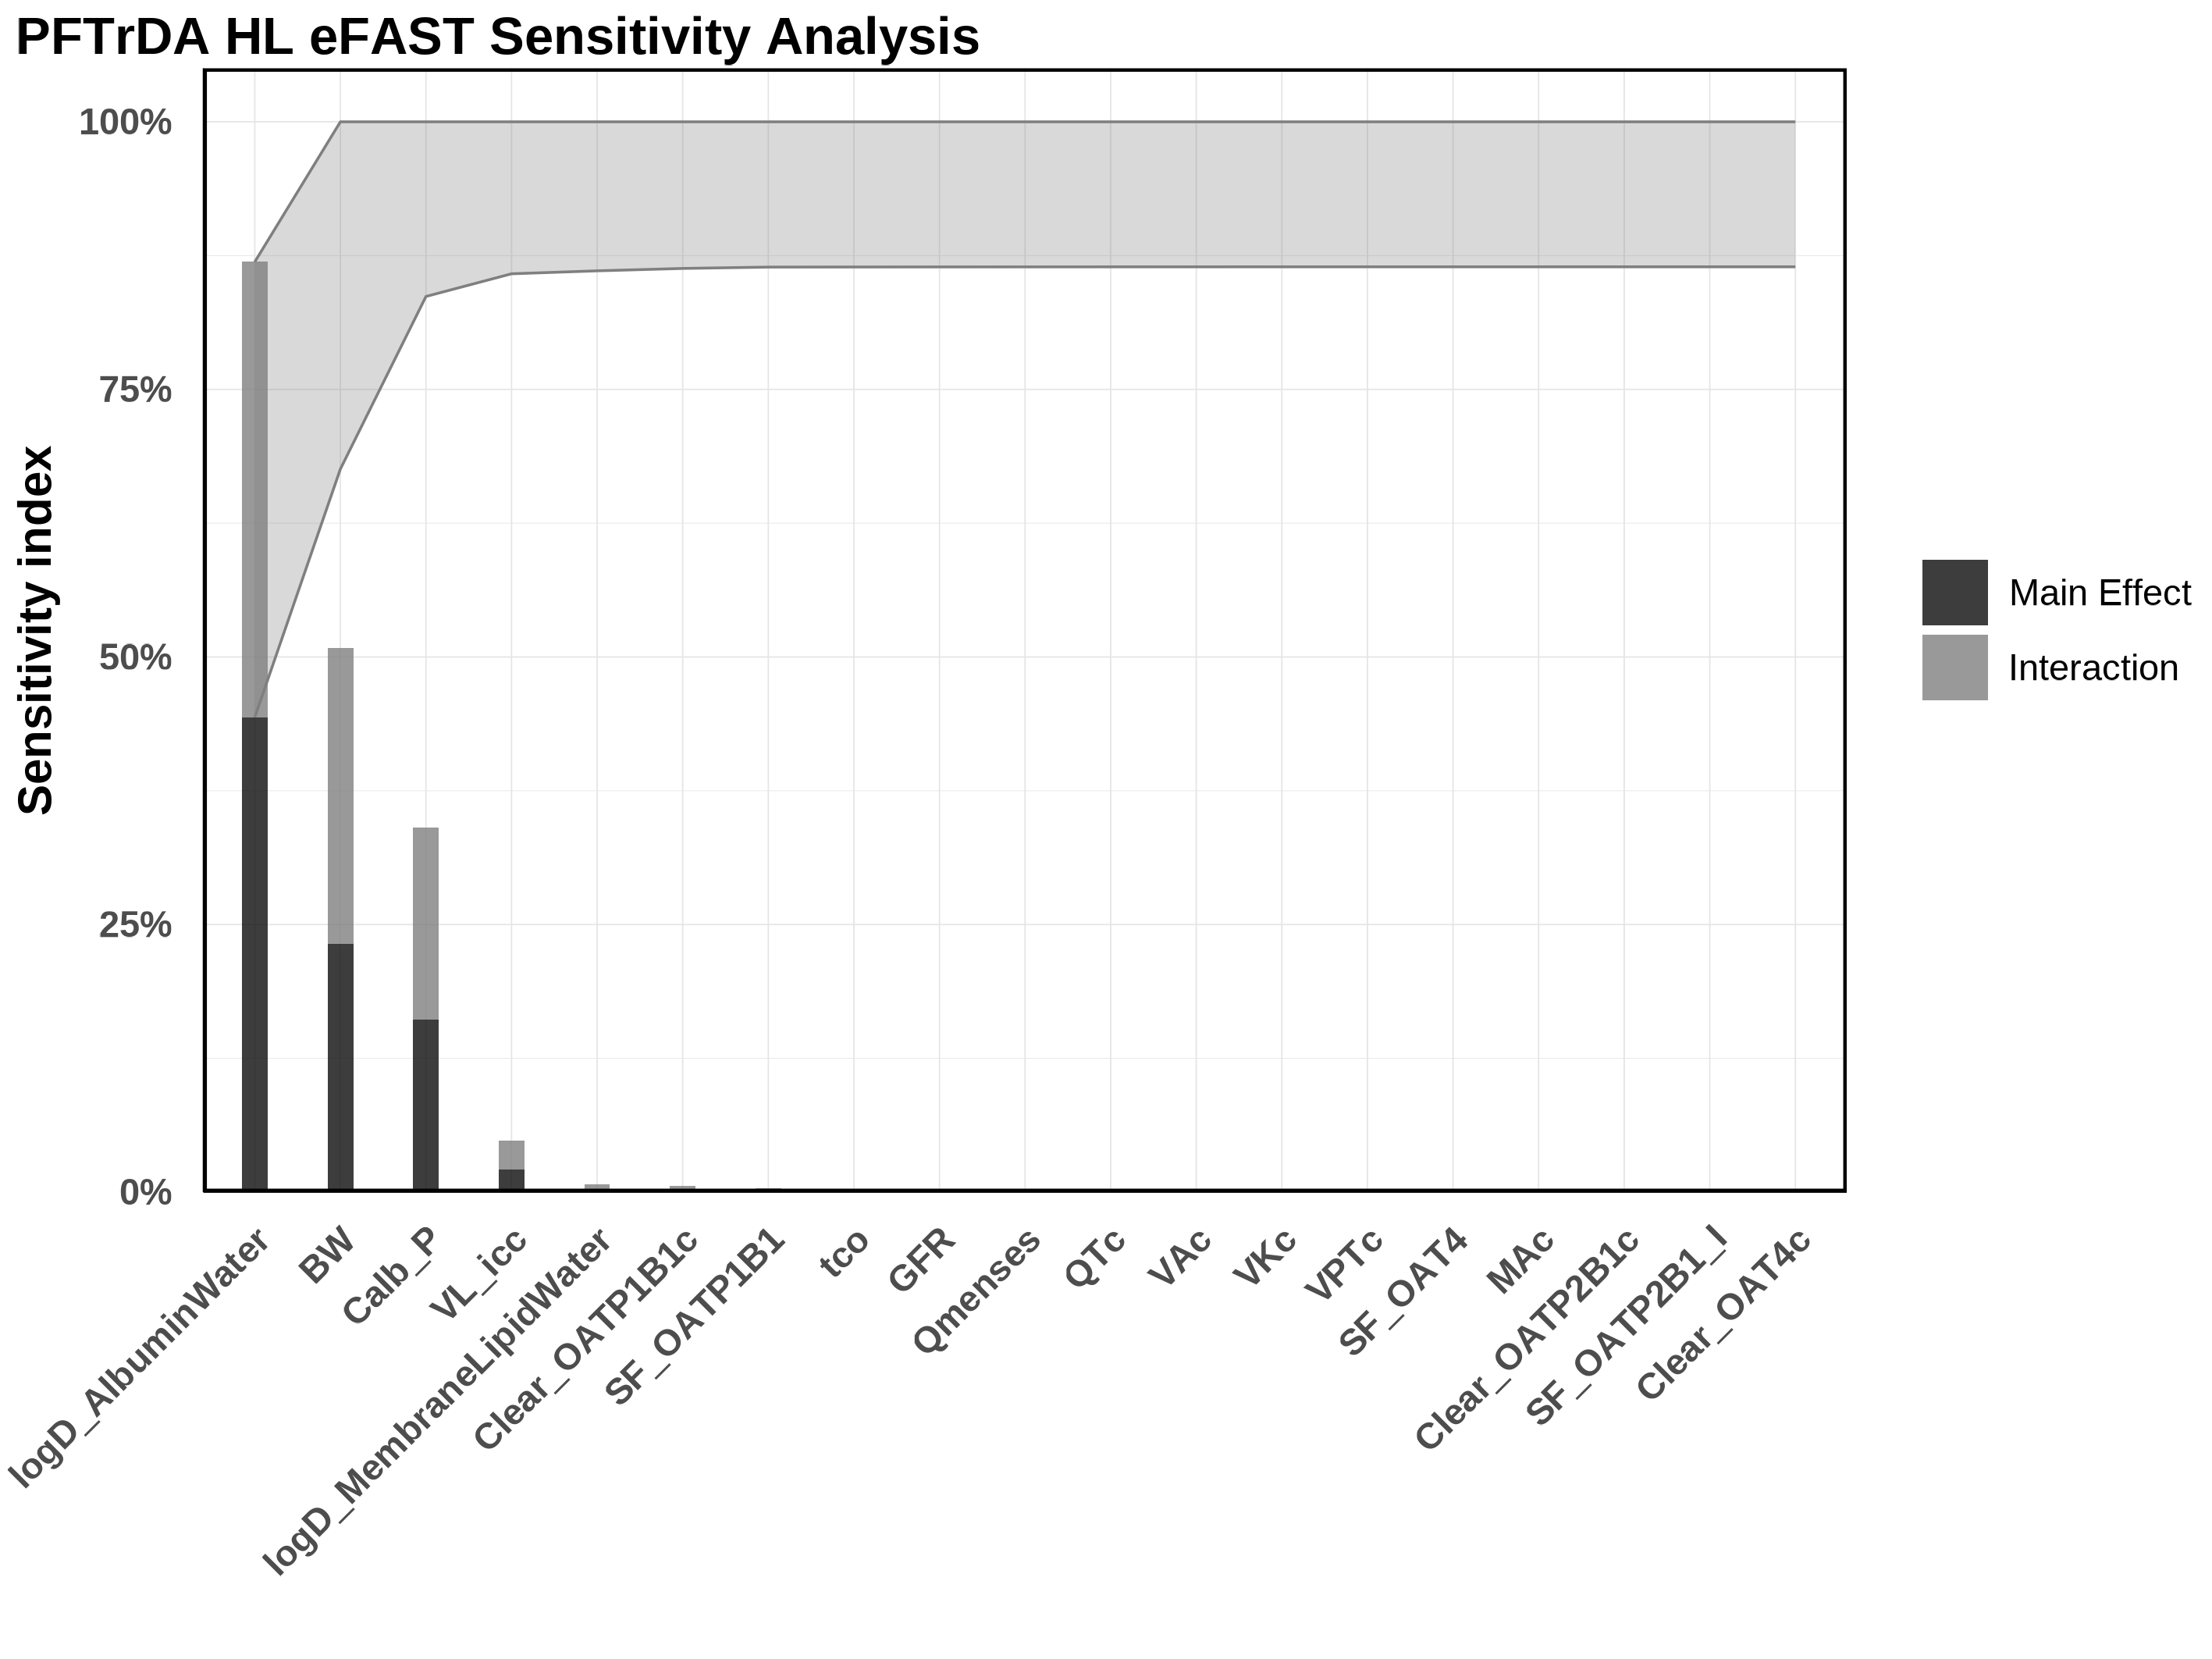 PFTrDA HL eFAST Sensitivity Analysis
Sensitivity index
100%
75%
50%
25%
0%
logD_AlbuminWater
BW
Calb_P
VL_icc
logD_MembraneLipidWater
Clear_OATP1B1c
SF_OATP1B1
tco
GFR
Qmenses
QTc
VAc
VKc
VPTc
SF_OAT4
MAc
Clear_OATP2B1c
SF_OATP2B1_I
Clear_OAT4c
Main Effect
Interaction